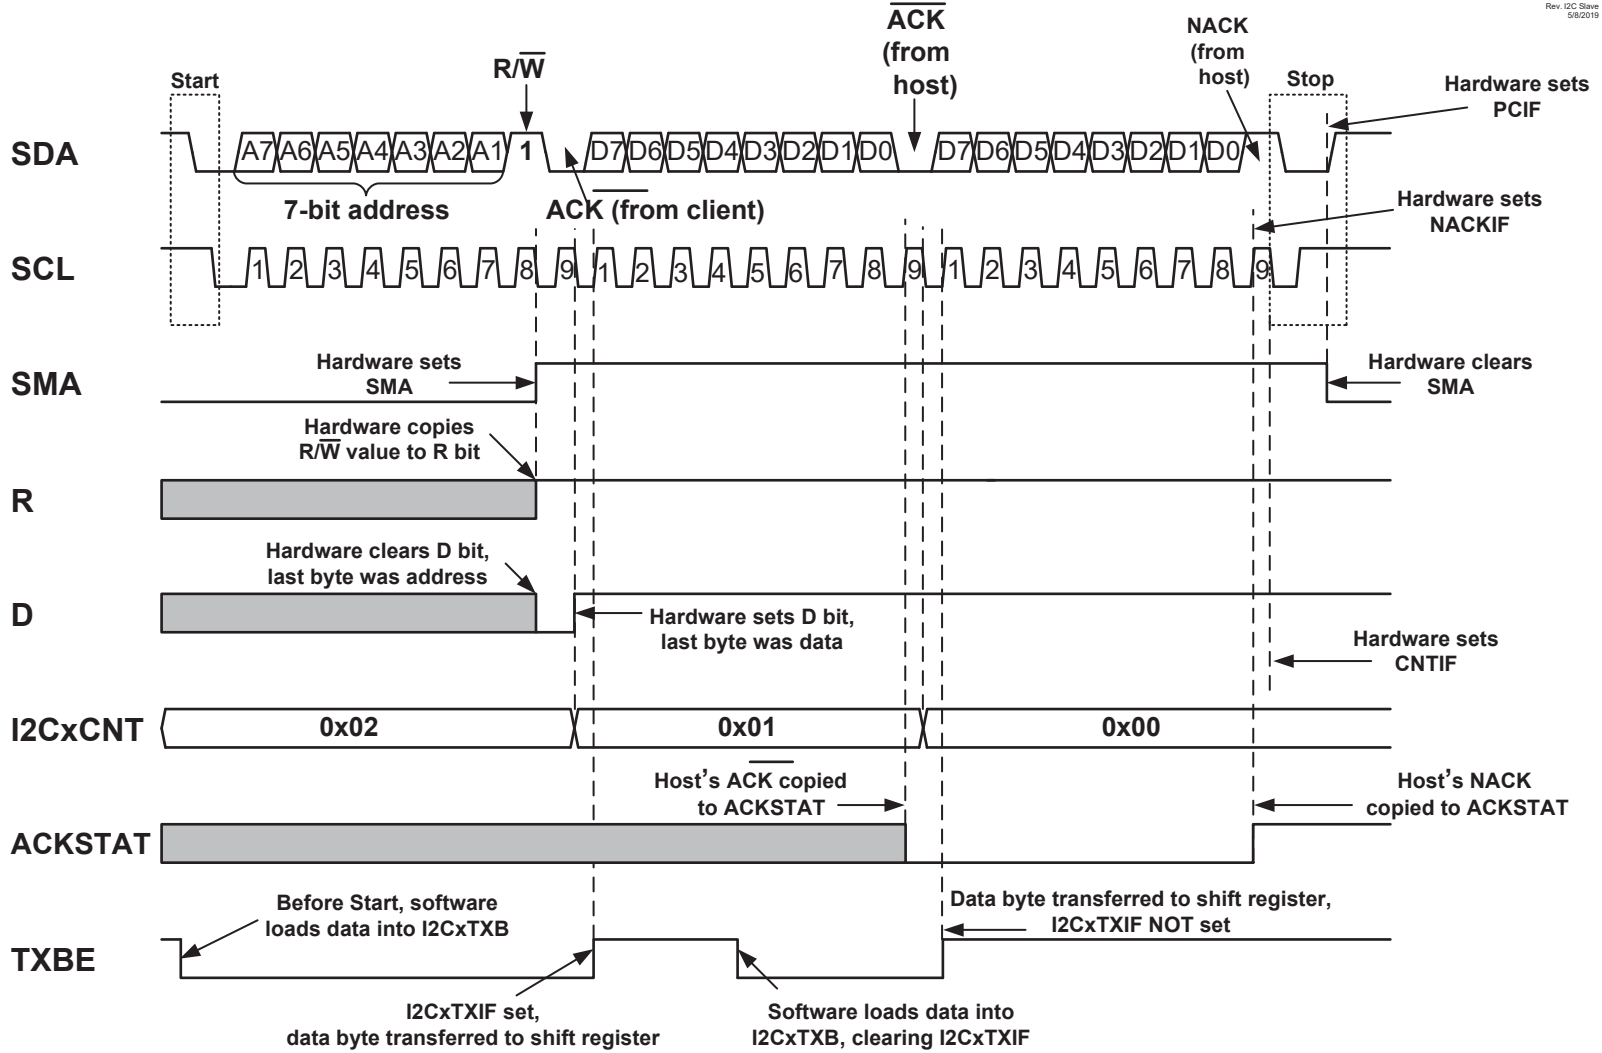 Rev. I2C Slave
5/8/2019
ACK
(from
host)
NACK
(from
host)
R/W
Start
Stop
Hardware sets
PCIF
SDA
A7 A6 A5 A4 A3 A2 A1 1 D7 D6 D5 D4 D3 D2 D1 D0 D7 D6 D5 D4 D3 D2 D1 D0
7-bit address
ACK (from client)
Hardware sets
NACKIF
SCL
1 2 3 4 5 6 7 8 9 1 2 3 4 5 6 7 8 9 1 2 3 4 5 6 7 8 9
SMA
Hardware sets
SMA
Hardware clears
SMA
Hardware copies
R/W value to R bit
R
Hardware clears D bit,
last byte was address
D
Hardware sets D bit,
last byte was data
Hardware sets
CNTIF
I2CxCNT
0x02
0x01
0x00
Host's ACK copied
to ACKSTAT
Host's NACK
copied to ACKSTAT
ACKSTAT
Before Start, software
loads data into I2CxTXB
Data byte transferred to shift register,
I2CxTXIF NOT set
TXBE
I2CxTXIF set,
data byte transferred to shift register
Software loads data into
I2CxTXB, clearing I2CxTXIF